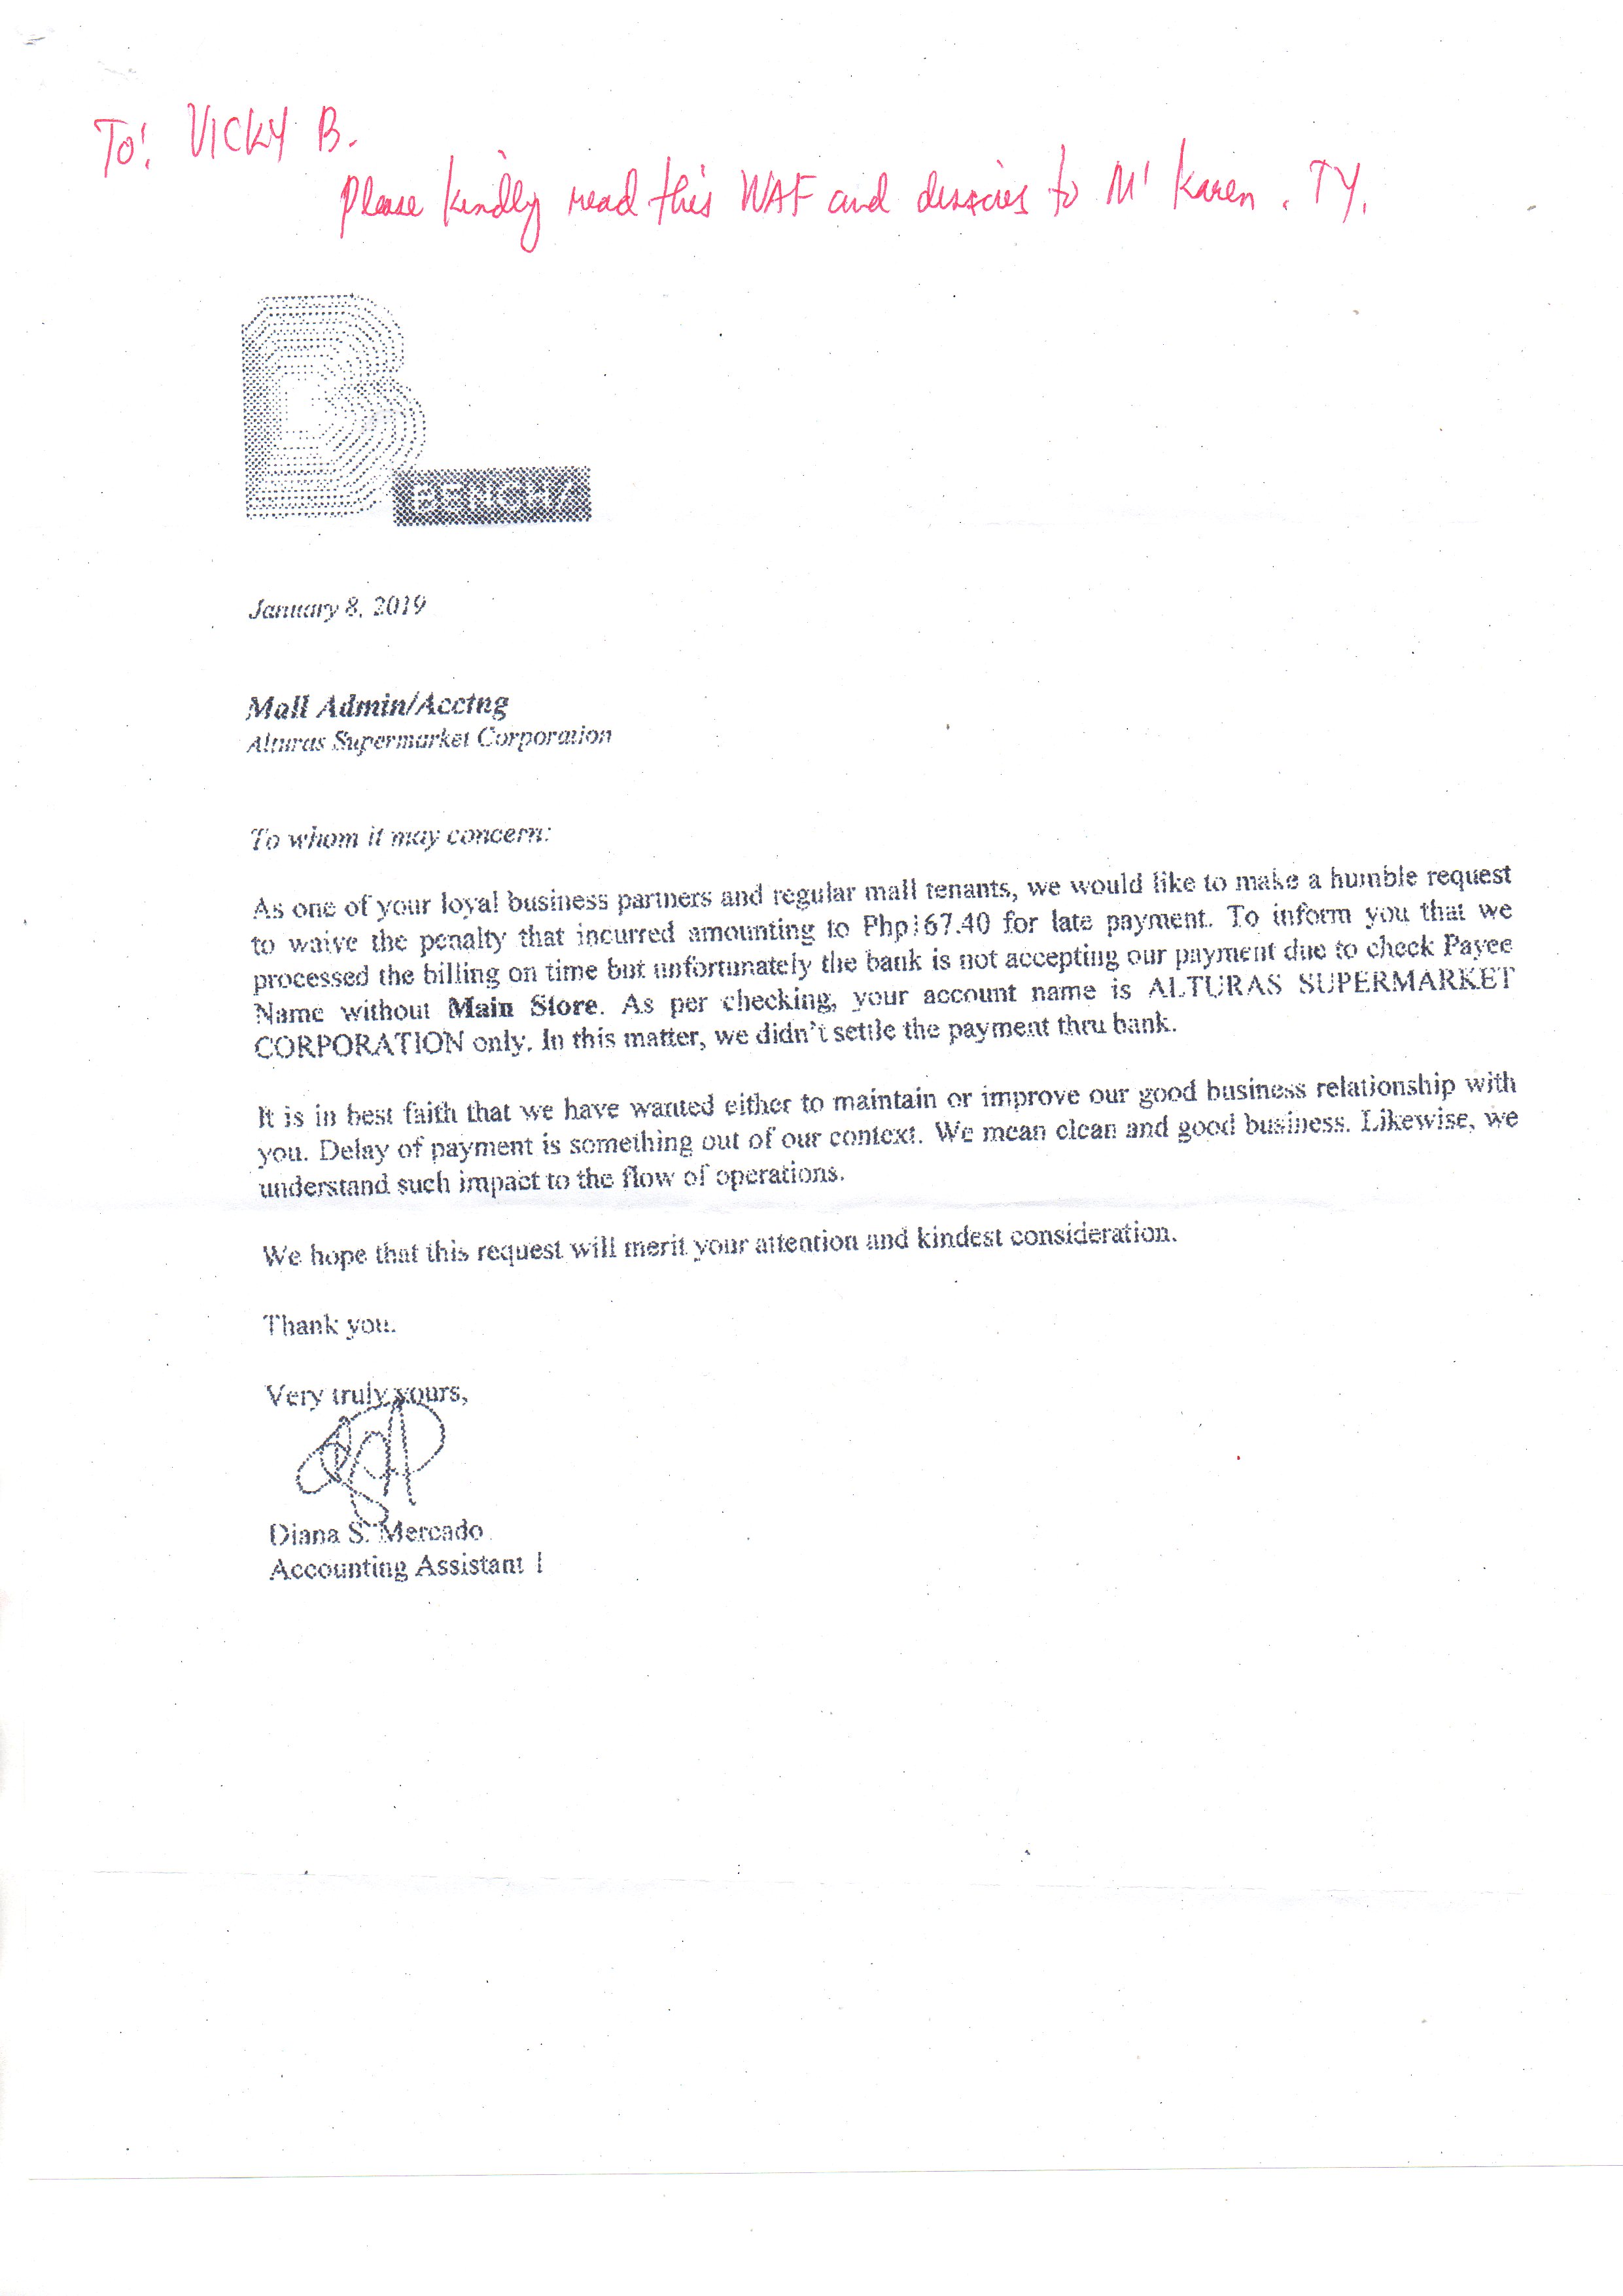 To: VICKY B.
Please kindly read this WAF and to M' Karen. TY.
BENCH/
January 8, 2019
Mall Admin/Acctng
Alturas Supermarket Corporation
To whom it may concern:
As one of your loyal business partners and regular mall tenants, we would like to make a humble request
to waive the penalty that incurred amounting to Php167.40 for late payment. To inform you that we
processed the billing on time but unfortunately the bank is not accepting our payment due to check Payee
Name without Main Store. As per checking, your account name is ALTURAS SUPERMARKET
CORPORATION only. In this matter, we didn't settle the payment thru bank.
It is in best faith that we have wanted either to maintain or improve our good business relationship with
you. Delay of payment is something out of our context. We mean clean and good business. Likewise, we
understand such impact to the flow of operations.
We hope that this request will merit your attention and kindest consideration.
Thank you.
Very truly yours,
Diana S. Mercado
Accounting Assistant 1